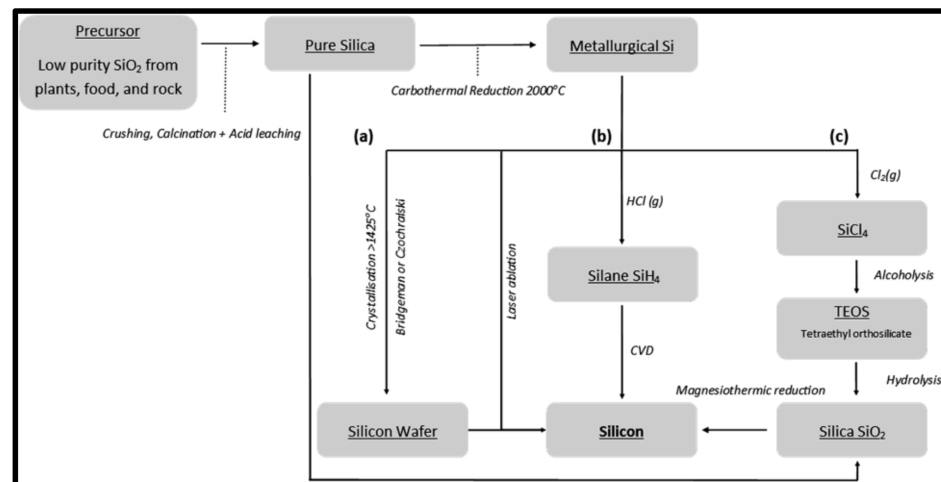 Precursor
Low purity SiO₂ from
plants, food, and rock
Pure Silica
Metallurgical Si
Carbothermal Reduction 2000°C
Crushing, Calcination + Acid leaching
(a)
(b)
(c)
Crystallisation >1425°C
Bridgeman or Czochralski
Laser ablation
HCl (g)
Cl₂(g)
SiCl₄
Silane SiH₄
Alcoholysis
TEOS
Tetraethyl orthosilicate
CVD
Hydrolysis
Magnesiothermic reduction
Silicon Wafer
Silicon
Silica SiO₂